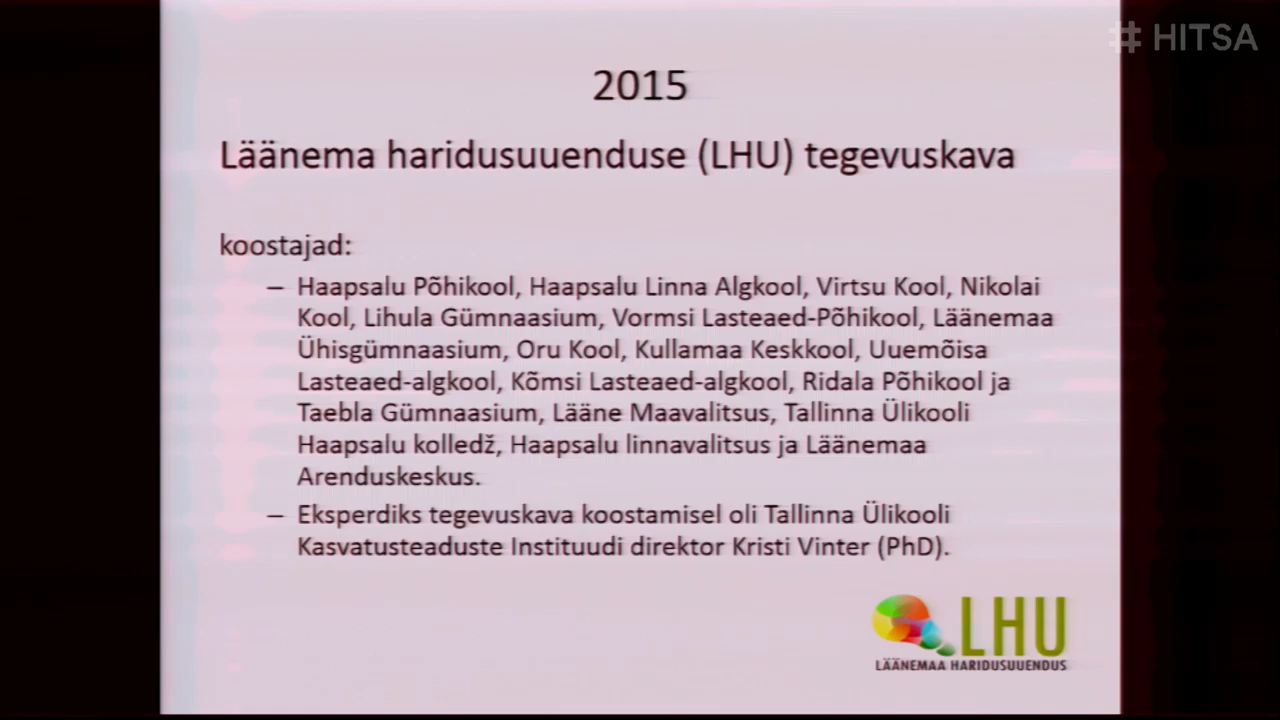 # HITSA
2015
Läänema haridusuuenduse (LHU) tegevuskava
koostajad:
– Haapsalu Põhikool, Haapsalu Linna Algkool, Virtsu Kool, Nikolai
Kool, Lihula Gümnaasium, Vormsi Lasteaed-Põhikool, Läänemaa
Ühisgümnaasium, Oru Kool, Kullamaa Keskkool, Uuemõisa
Lasteaed-algkool, Kõmsi Lasteaed-algkool, Ridala Põhikool ja
Taebla Gümnaasium, Lääne Maavalitsus, Tallinna Ülikooli
Haapsalu kolledž, Haapsalu linnavalitsus ja Läänemaa
Arenduskeskus.
– Eksperdiks tegevuskava koostamisel oli Tallinna Ülikooli
Kasvatusteaduste Instituudi direktor Kristi Vinter (PhD).
LHU
LÄÄNEMAA HARIDUSUUENDUS